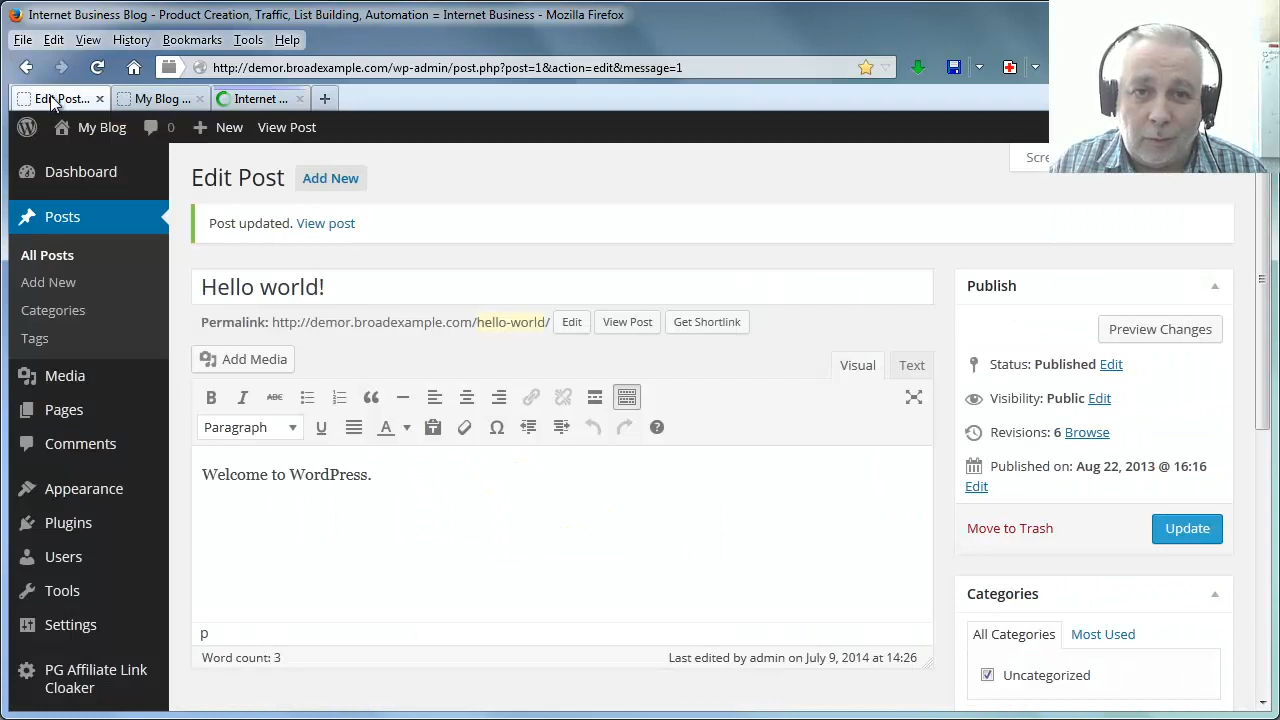 Internet Business Blog - Product Creation, Traffic, List Building, Automation = Internet Business - Mozilla Firefox
File Edit View History Bookmarks Tools Help
http://demor.broadexample.com/wp-admin/post.php?post=1&action=edit&message=1
Edit Post... My Blog ... Internet ...
My Blog 0 New View Post
Dashboard
Posts
All Posts
Add New
Categories
Tags
Media
Pages
Comments
Appearance
Plugins
Users
Tools
Settings
PG Affiliate Link
Cloaker
Edit Post Add New
Post updated. View post
Hello world!
Permalink: http://demor.broadexample.com/hello-world/ Edit View Post Get Shortlink
Add Media
Visual Text
B I ABC
Paragraph U A Ω
Welcome to WordPress.
p
Word count: 3 Last edited by admin on July 9, 2014 at 14:26
Publish
Preview Changes
Status: Published Edit
Visibility: Public Edit
Revisions: 6 Browse
Published on: Aug 22, 2013 @ 16:16
Edit
Move to Trash Update
Categories
All Categories Most Used
Uncategorized